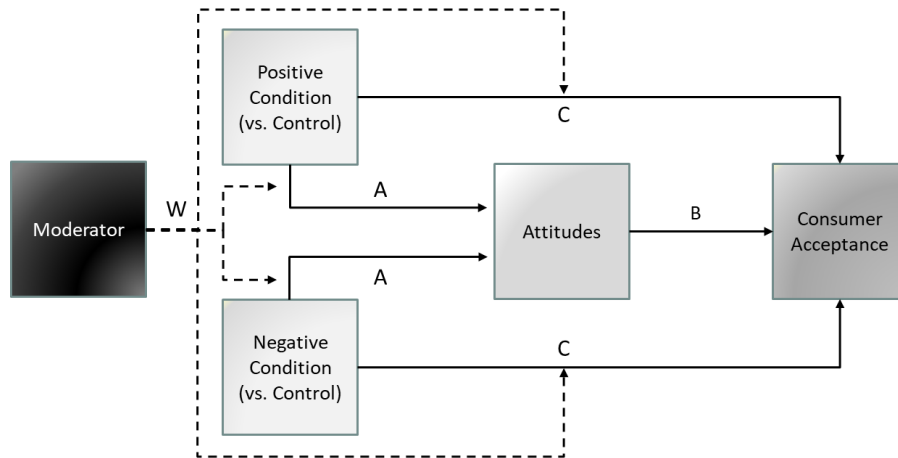 Positive
Condition
(vs. Control)
C
A
W
Moderator
Attitudes
B
Consumer
Acceptance
A
Negative
Condition
(vs. Control)
C